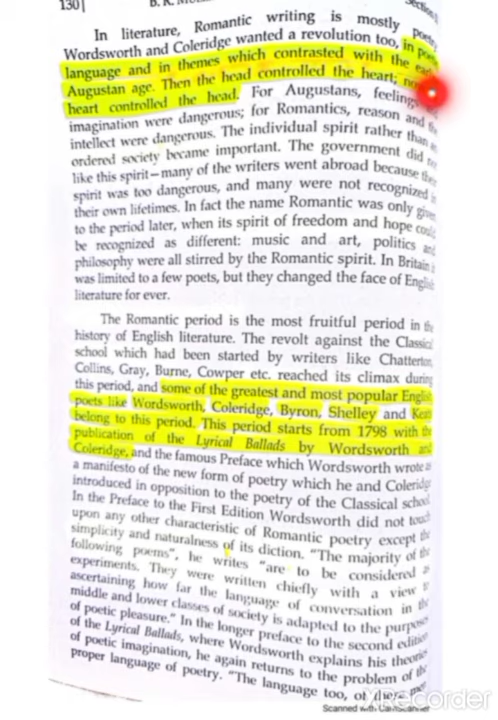 130]
In literature, Romantic writing is mostly poetry
Wordsworth and Coleridge wanted a revolution too, in
language and in themes which contrasted with the
Augustan age. Then the head controlled the heart;
heart controlled the head. For Augustans, feelings
imagination were dangerous; for Romantics, reason and
intellect were dangerous. The individual spirit rather than
ordered society became important. The government did
like this spirit—many of the writers went abroad because
spirit was too dangerous, and many were not recognized
their own lifetimes. In fact the name Romantic was only
to the period later, when its spirit of freedom and hope
be recognized as different: music and art, politics and
philosophy were all stirred by the Romantic spirit. In Britain
was limited to a few poets, but they changed the face of English
literature for ever.
The Romantic period is the most fruitful period in the
history of English literature. The revolt against the Classical
school which had been started by writers like Chatterton,
Collins, Gray, Burne, Cowper etc. reached its climax during
this period, and some of the greatest and most popular English
poets like Wordsworth, Coleridge, Byron, Shelley and Keats
belong to this period. This period starts from 1798 with the
publication of the Lyrical Ballads by Wordsworth and
Coleridge, and the famous Preface which Wordsworth wrote as
a manifesto of the new form of poetry which he and Coleridge
introduced in opposition to the poetry of the Classical school.
In the Preface to the First Edition Wordsworth did not touch
upon any other characteristic of Romantic poetry except the
simplicity and naturalness of its diction. "The majority of the
following poems", he writes "are to be considered as
experiments. They were written chiefly with a view to
ascertaining how far the language of conversation in the
middle and lower classes of society is adapted to the purposes
of poetic pleasure." In the longer preface to the second edition
of the Lyrical Ballads, where Wordsworth explains his theories
of poetic imagination, he again returns to the problem of the
proper language of poetry. "The language too, of these
XRecorder
Scanned with CamScanner